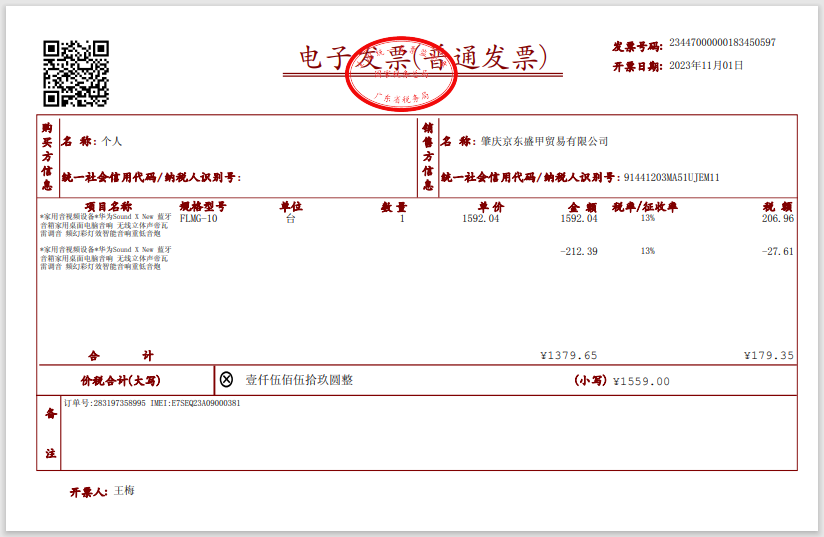 电子发票(普通发票)
国家税务总局
广东省税务局
发票号码: 23447000000183450597
开票日期: 2023年11月01日
购买方信息
名 称: 个人
统一社会信用代码/纳税人识别号:
销售方信息
名 称: 肇庆京东盛甲贸易有限公司
统一社会信用代码/纳税人识别号: 91441203MA51UJEM11
项目名称 规格型号 单位 数量 单价 金额 税率/征收率 税额
*家用音视频设备*华为Sound X New 蓝牙 FLMG-10 台 1 1592.04 1592.04 13% 206.96
音箱家用桌面电脑音响 无线立体声帝瓦
雷调音 频幻彩灯效智能音响重低音炮
*家用音视频设备*华为Sound X New 蓝牙 -212.39 13% -27.61
音箱家用桌面电脑音响 无线立体声帝瓦
雷调音 频幻彩灯效智能音响重低音炮
合 计 ¥1379.65 ¥179.35
价税合计(大写) ⊗ 壹仟伍佰伍拾玖圆整 (小写) ¥1559.00
备注
订单号:283197358995 IMEI:E7SEQ23A09000381
开票人: 王梅